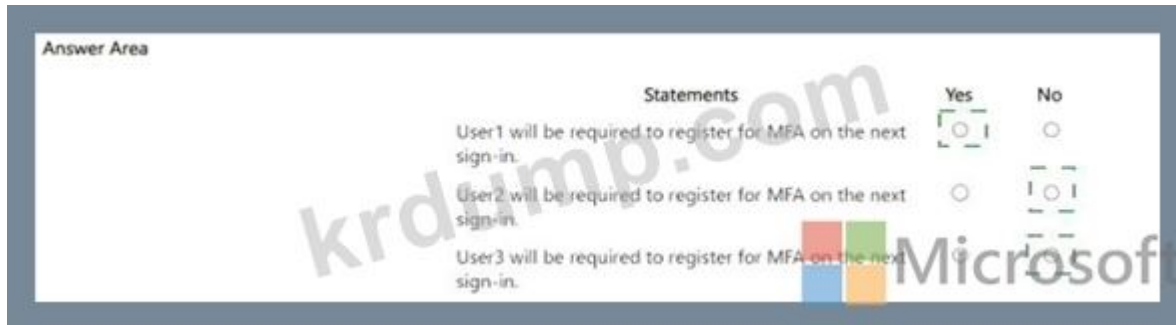 Answer Area
Statements Yes No
User1 will be required to register for MFA on the next
sign-in.
User2 will be required to register for MFA on the next
sign-in.
User3 will be required to register for MFA on the next
sign-in.
krdump.com
Microsoft